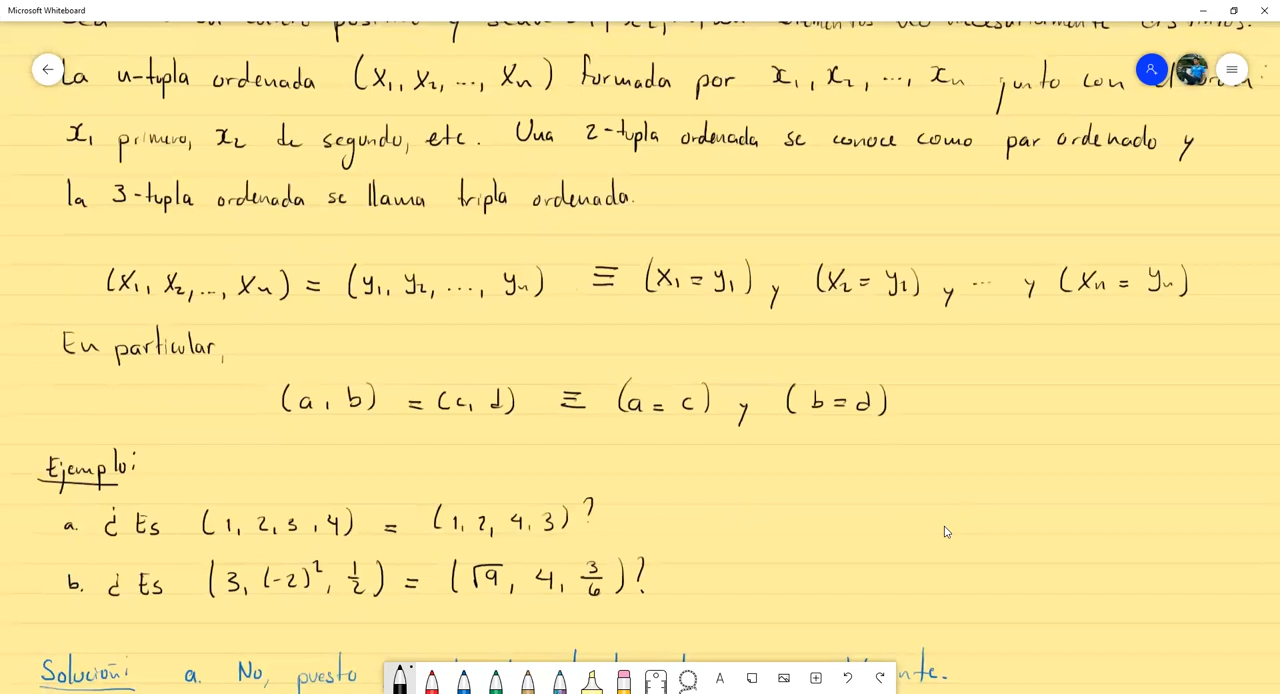 Microsoft Whiteboard
La n-tupla ordenada (x₁, x₂, ..., xₙ) formada por x₁, x₂, ..., xₙ junto con el orden:
x₁ primero, x₂ de segundo, etc. Una 2-tupla ordenada se conoce como par ordenado y
la 3-tupla ordenada se llama tripla ordenada.
(x₁, x₂, ..., xₙ) = (y₁, y₂, ..., yₙ) ≡ (x₁ = y₁) y (x₂ = y₂) y ... y (xₙ = yₙ)
En particular,
(a, b) = (c, d) ≡ (a = c) y (b = d)
Ejemplo:
a. ¿Es (1, 2, 3, 4) = (1, 2, 4, 3)?
b. ¿Es (3, (-2)², 1/2) = (√9, 4, 3/6)?
Solución: a. No, puesto